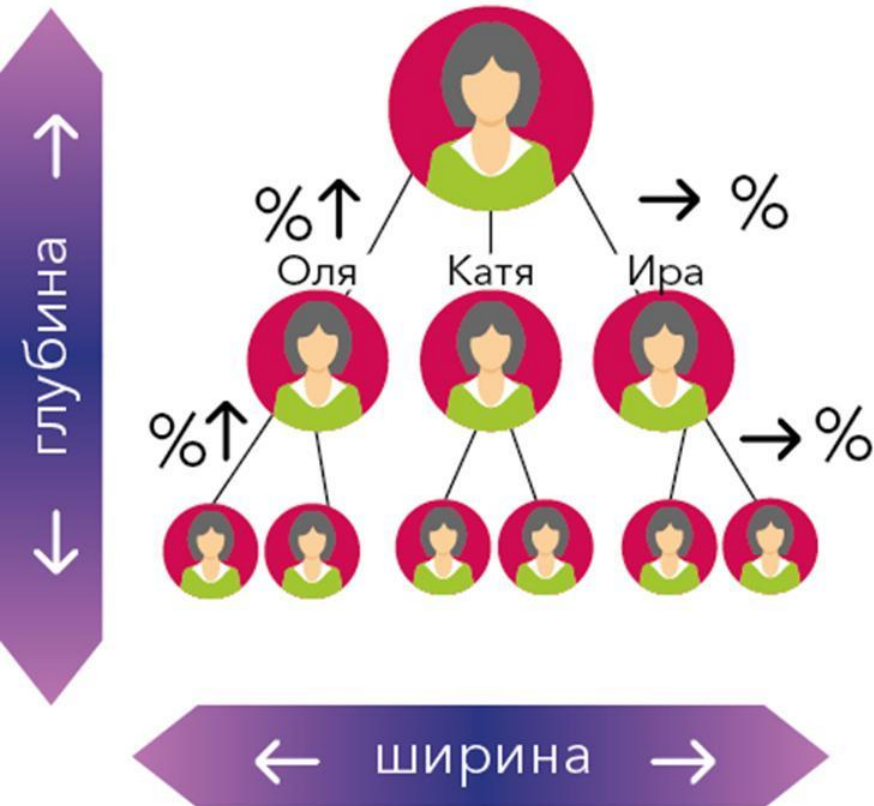 %↑ → %
Оля Катя Ира
глубина
%↑ → %
← ширина →